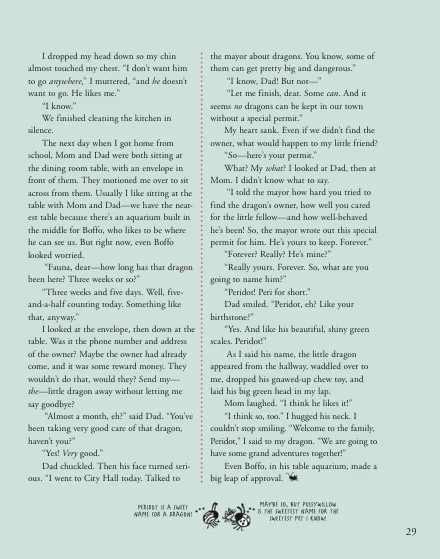 I dropped my head down so my chin
almost touched my chest. “I don’t want him
to go anywhere,” I muttered, “and he doesn’t
want to go. He likes me.”
“I know.”
We finished cleaning the kitchen in
silence.
The next day when I got home from
school, Mom and Dad were both sitting at
the dining room table, with an envelope in
front of them. They motioned me over to sit
across from them. Usually I like sitting at the
table with Mom and Dad—we have the neat-
est table because there’s an aquarium built in
the middle for Boffo, who likes to be where
he can see us. But right now, even Boffo
looked worried.
“Fauna, dear—how long has that dragon
been here? Three weeks or so?”
“Three weeks and five days. Well, five-
and-a-half counting today. Something like
that, anyway.”
I looked at the envelope, then down at the
table. Was it the phone number and address
of the owner? Maybe the owner had already
come, and it was some reward money. They
wouldn’t do that, would they? Send my—
the—little dragon away without letting me
say goodbye?
“Almost a month, eh?” said Dad. “You’ve
been taking very good care of that dragon,
haven’t you?”
“Yes! Very good.”
Dad chuckled. Then his face turned seri-
ous. “I went to City Hall today. Talked to
the mayor about dragons. You know, some of
them can get pretty big and dangerous.”
“I know, Dad! But not—”
“Let me finish, dear. Some can. And it
seems no dragons can be kept in our town
without a special permit.”
My heart sank. Even if we didn’t find the
owner, what would happen to my little friend?
“So—here’s your permit.”
What? My what? I looked at Dad, then at
Mom. I didn’t know what to say.
“I told the mayor how hard you tried to
find the dragon’s owner, how well you cared
for the little fellow—and how well-behaved
he’s been! So, the mayor wrote out this special
permit for him. He’s yours to keep. Forever.”
“Forever? Really? He’s mine?”
“Really yours. Forever. So, what are you
going to name him?”
“Peridot! Peri for short.”
Dad smiled. “Peridot, eh? Like your
birthstone?”
“Yes. And like his beautiful, shiny green
scales. Peridot!”
As I said his name, the little dragon
appeared from the hallway, waddled over to
me, dropped his gnawed-up chew toy, and
laid his big green head in my lap.
Mom laughed. “I think he likes it!”
“I think so, too.” I hugged his neck. I
couldn’t stop smiling. “Welcome to the family,
Peridot,” I said to my dragon. “We are going to
have some grand adventures together!”
Even Boffo, in his table aquarium, made a
big leap of approval.
PERIDOT IS A SWEET
NAME FOR A DRAGON!
MAYBE SO, BUT PUSSYWILLOW
IS THE SWEETEST NAME FOR THE
SWEETEST PET I KNOW!
29